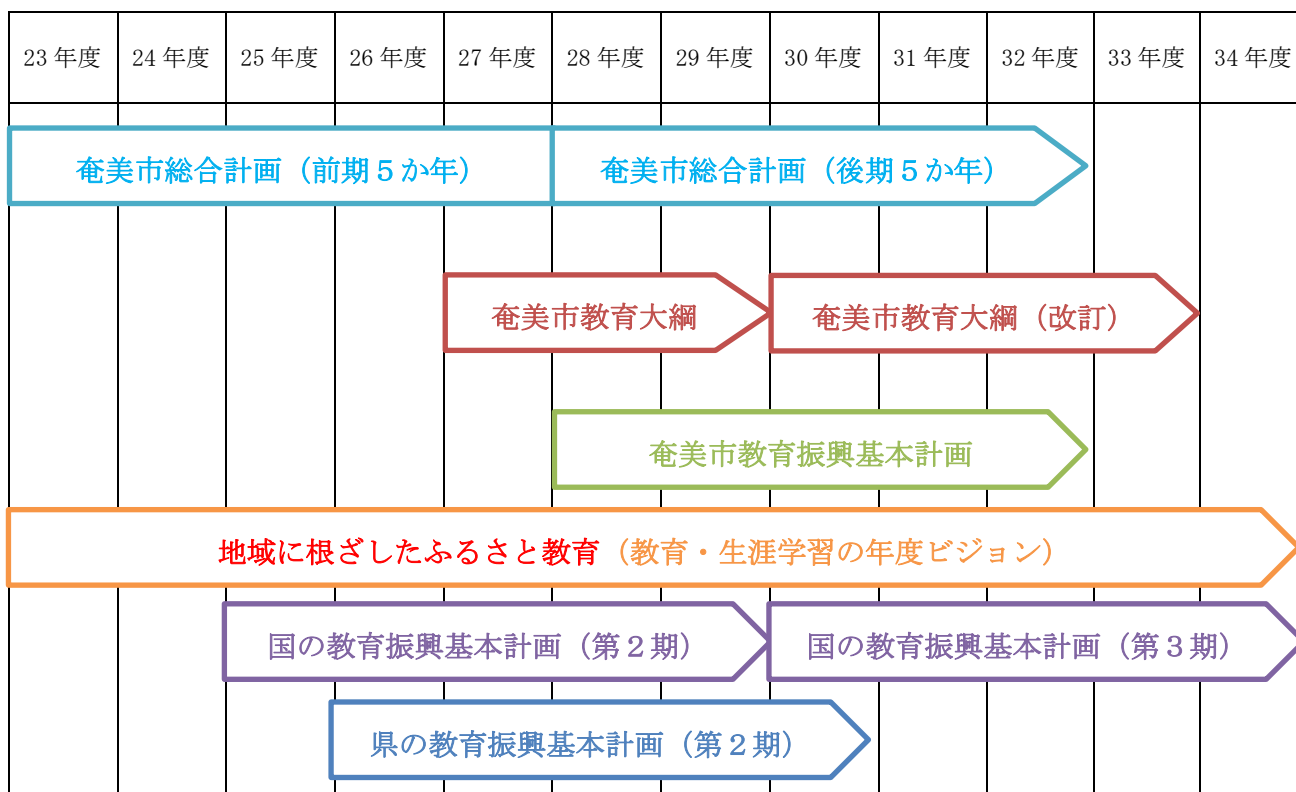 23 年度 24 年度 25 年度 26 年度 27 年度 28 年度 29 年度 30 年度 31 年度 32 年度 33 年度 34 年度
奄美市総合計画（前期５か年） 奄美市総合計画（後期５か年）
奄美市教育大綱 奄美市教育大綱（改訂）
奄美市教育振興基本計画
地域に根ざしたふるさと教育（教育・生涯学習の年度ビジョン）
国の教育振興基本計画（第２期） 国の教育振興基本計画（第３期）
県の教育振興基本計画（第２期）